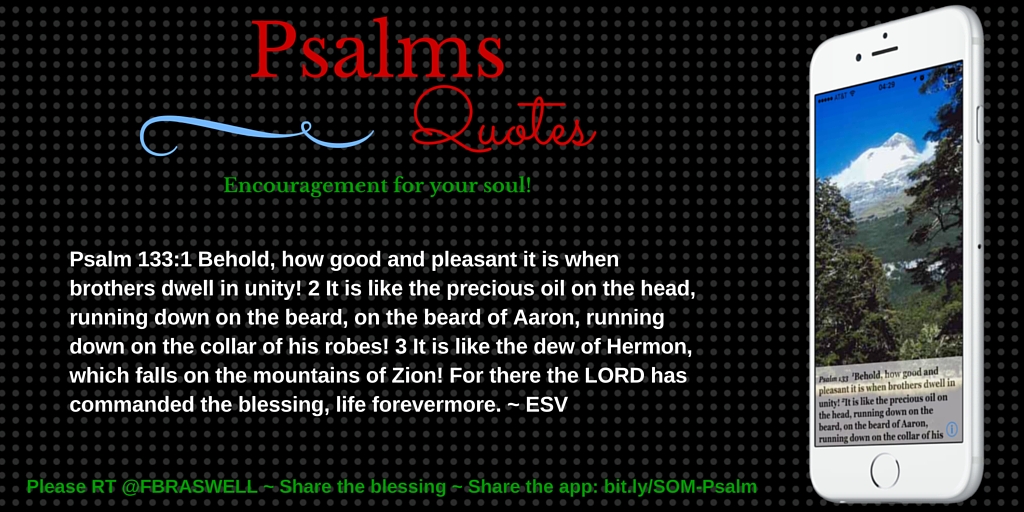 Psalms
Quotes
Encouragement for your soul!
Psalm 133:1 Behold, how good and pleasant it is when
brothers dwell in unity! 2 It is like the precious oil on the head,
running down on the beard, on the beard of Aaron, running
down on the collar of his robes! 3 It is like the dew of Hermon,
which falls on the mountains of Zion! For there the LORD has
commanded the blessing, life forevermore. ~ ESV
Please RT @FBRASWELL ~ Share the blessing ~ Share the app: bit.ly/SOM-Psalm
AT&T 04:29
Psalm 133 ¹Behold, how good and
pleasant it is when brothers dwell in
unity! ²It is like the precious oil on
the head, running down on the
beard, on the beard of Aaron,
running down on the collar of his